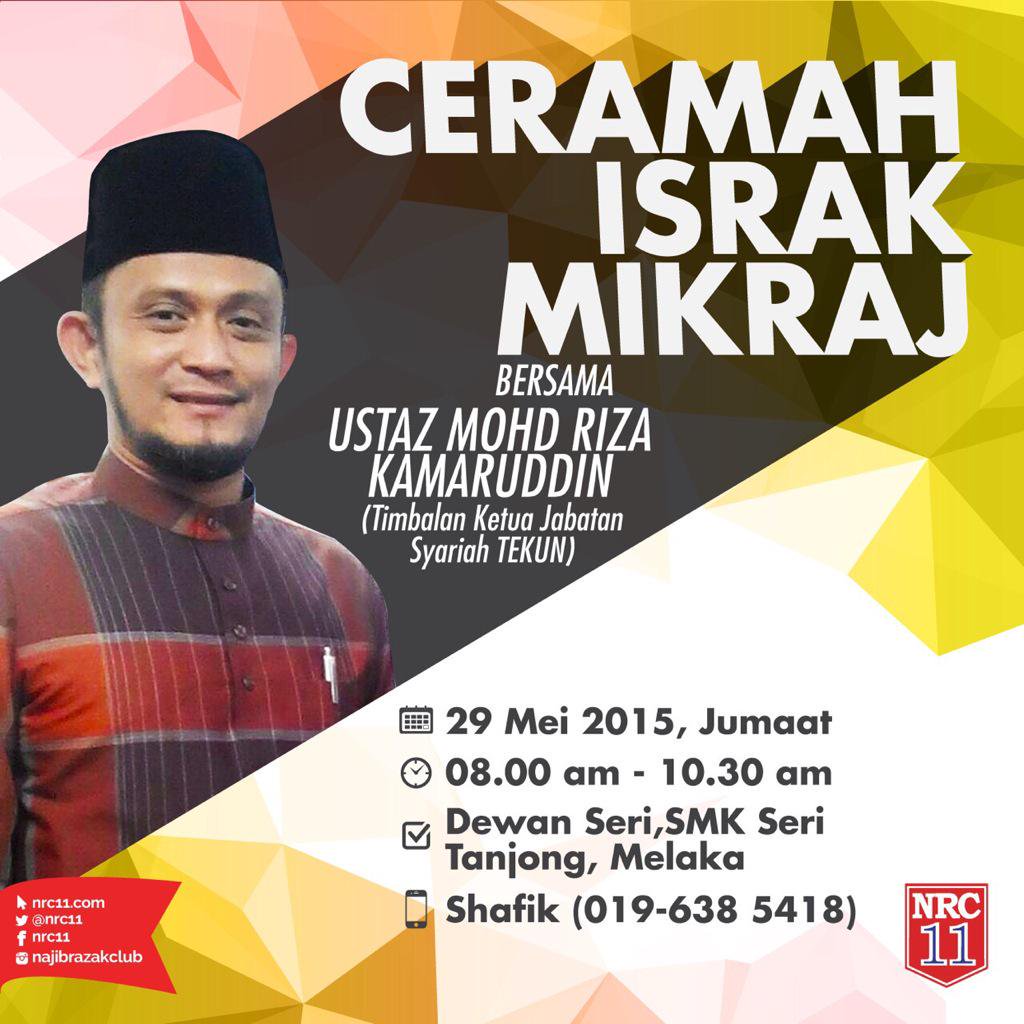 CERAMAH
ISRAK
MIKRAJ
BERSAMA
USTAZ MOHD RIZA
KAMARUDDIN
(Timbalan Ketua Jabatan
Syariah TEKUN)
29 Mei 2015, Jumaat
08.00 am - 10.30 am
Dewan Seri,SMK Seri
Tanjong, Melaka
Shafik (019-638 5418)
nrc11.com
@nrc11
nrc11
najibrazakclub
NRC
11